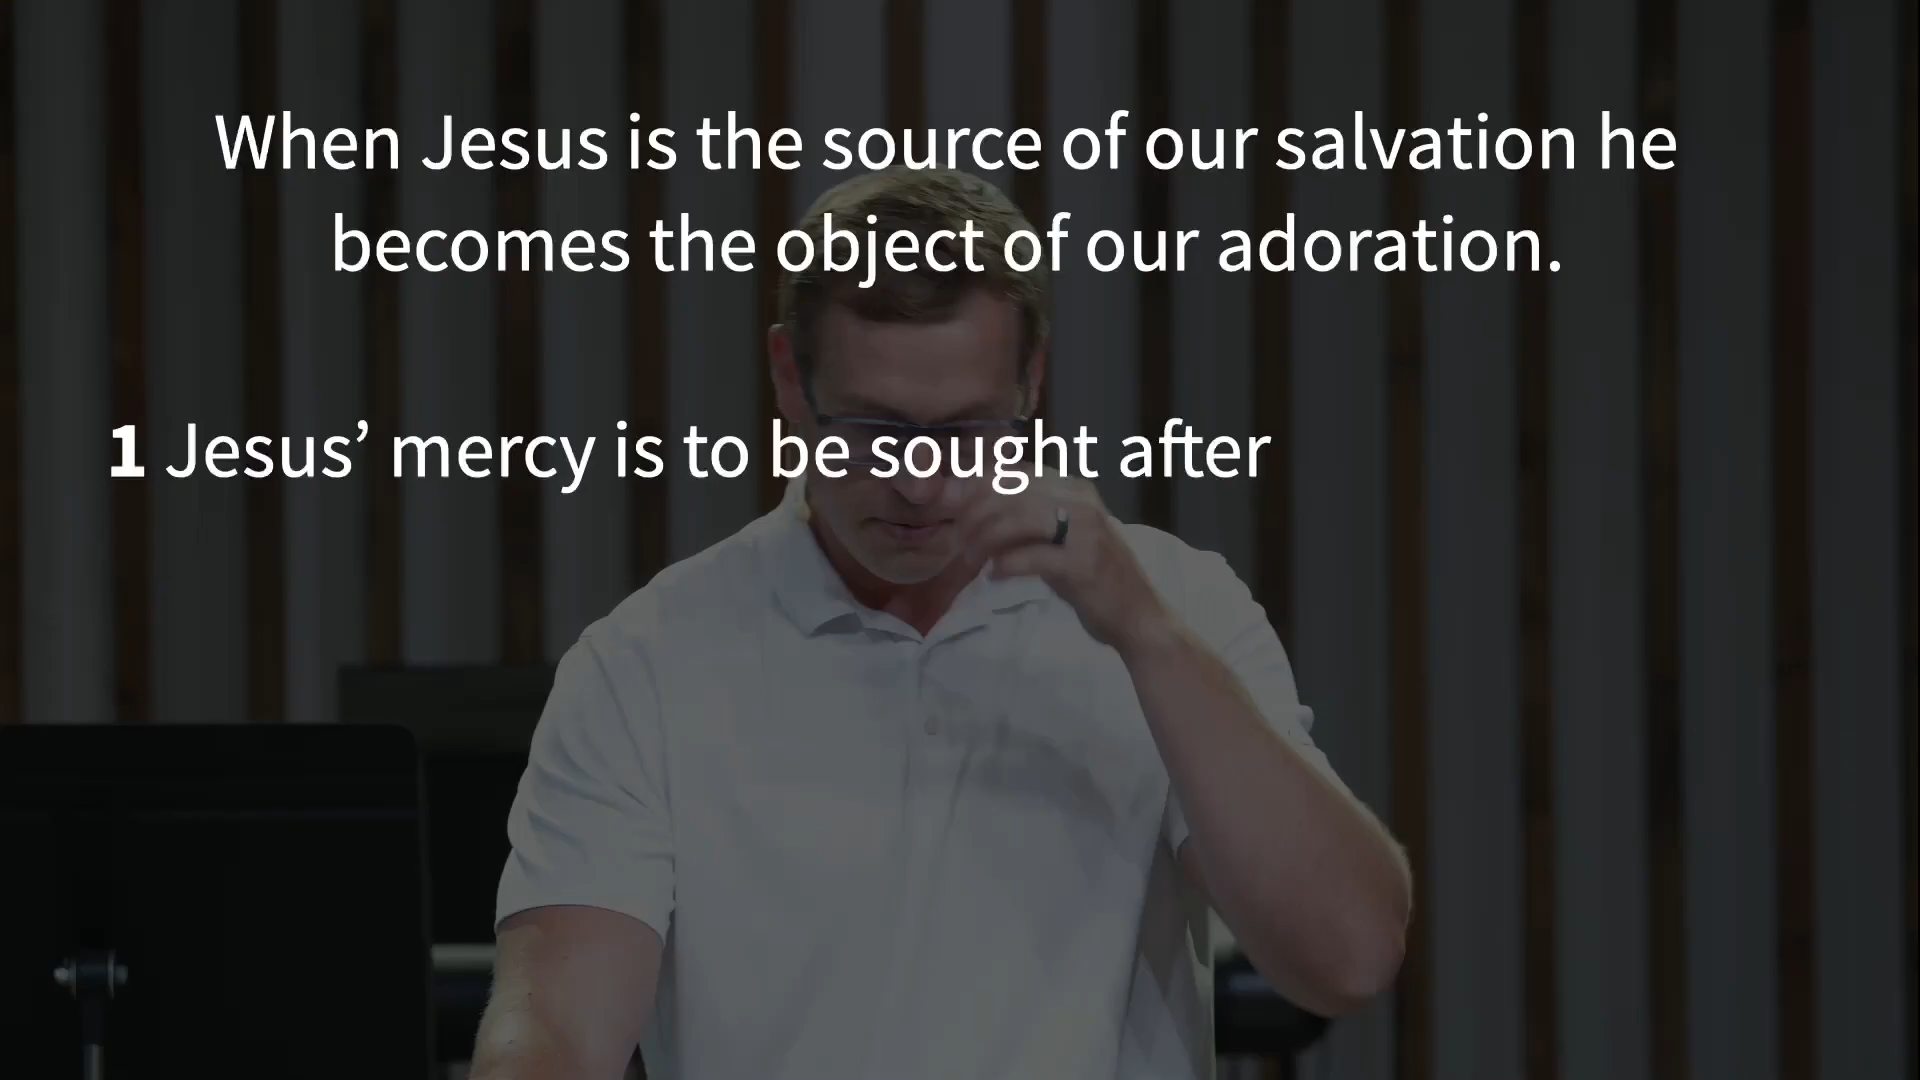 When Jesus is the source of our salvation he
becomes the object of our adoration.
1 Jesus’ mercy is to be sought after